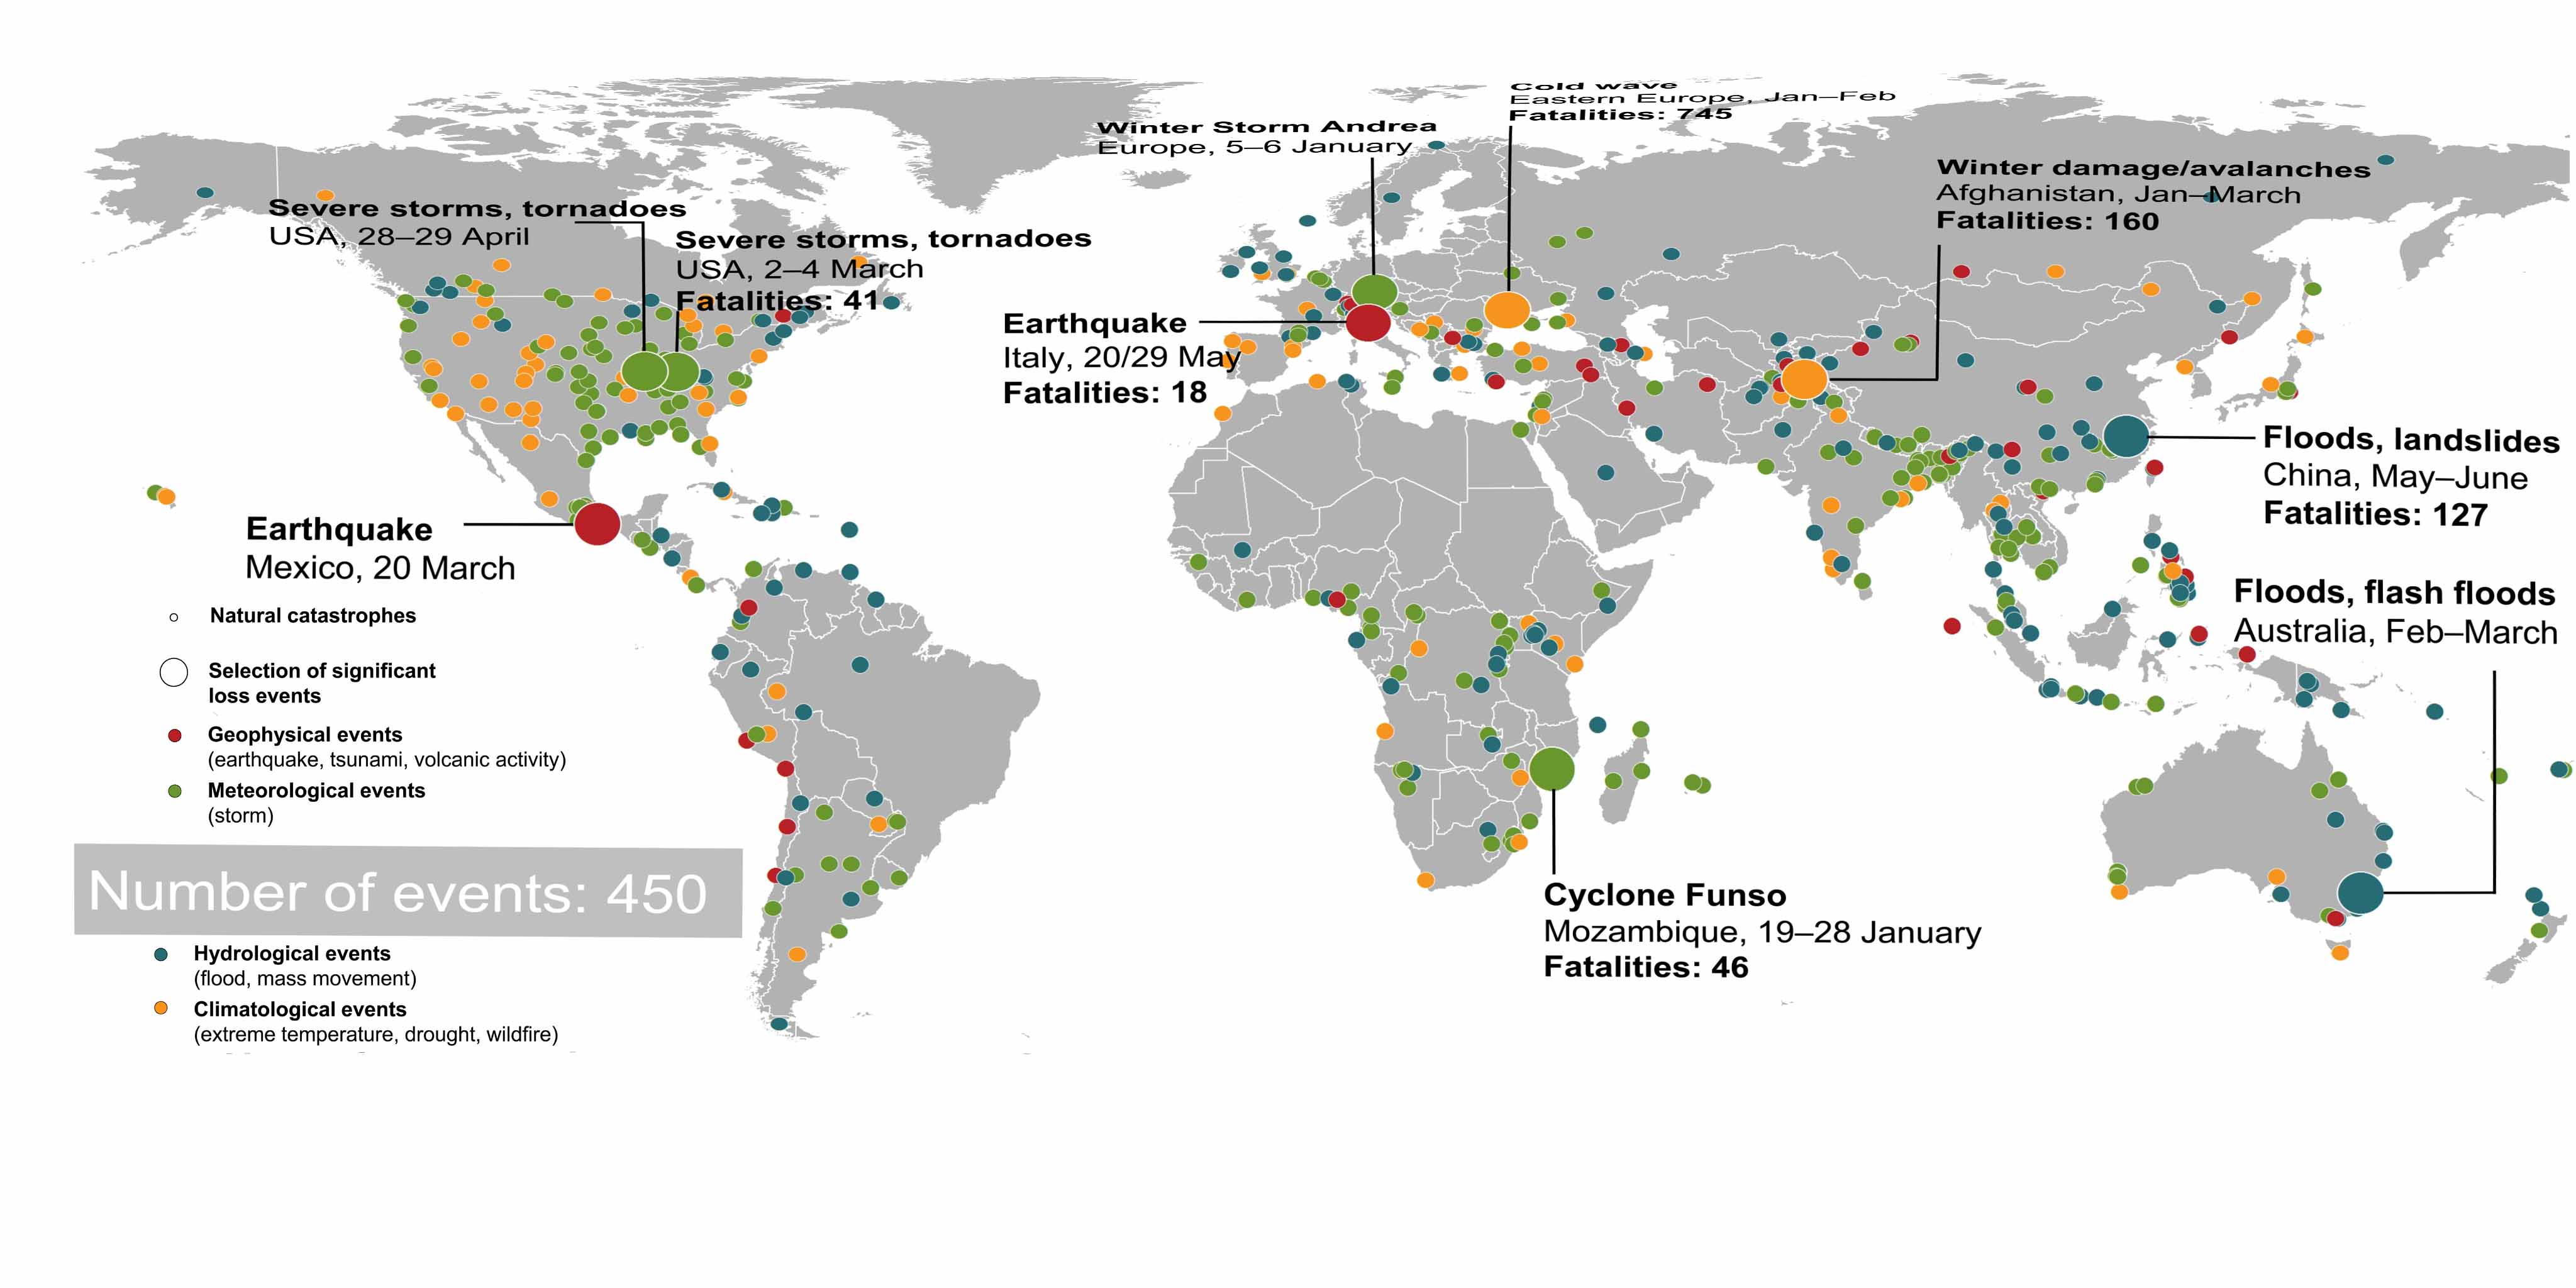 Cold wave
Eastern Europe, Jan–Feb
Fatalities: 745
Winter Storm Andrea
Europe, 5–6 January
Winter damage/avalanches
Afghanistan, Jan–March
Fatalities: 160
Severe storms, tornadoes
USA, 28–29 April
Severe storms, tornadoes
USA, 2–4 March
Fatalities: 41
Earthquake
Italy, 20/29 May
Fatalities: 18
Floods, landslides
China, May–June
Fatalities: 127
Earthquake
Mexico, 20 March
Floods, flash floods
Australia, Feb–March
Natural catastrophes
Selection of significant
loss events
Geophysical events
(earthquake, tsunami, volcanic activity)
Meteorological events
(storm)
Number of events: 450
Hydrological events
(flood, mass movement)
Climatological events
(extreme temperature, drought, wildfire)
Cyclone Funso
Mozambique, 19–28 January
Fatalities: 46